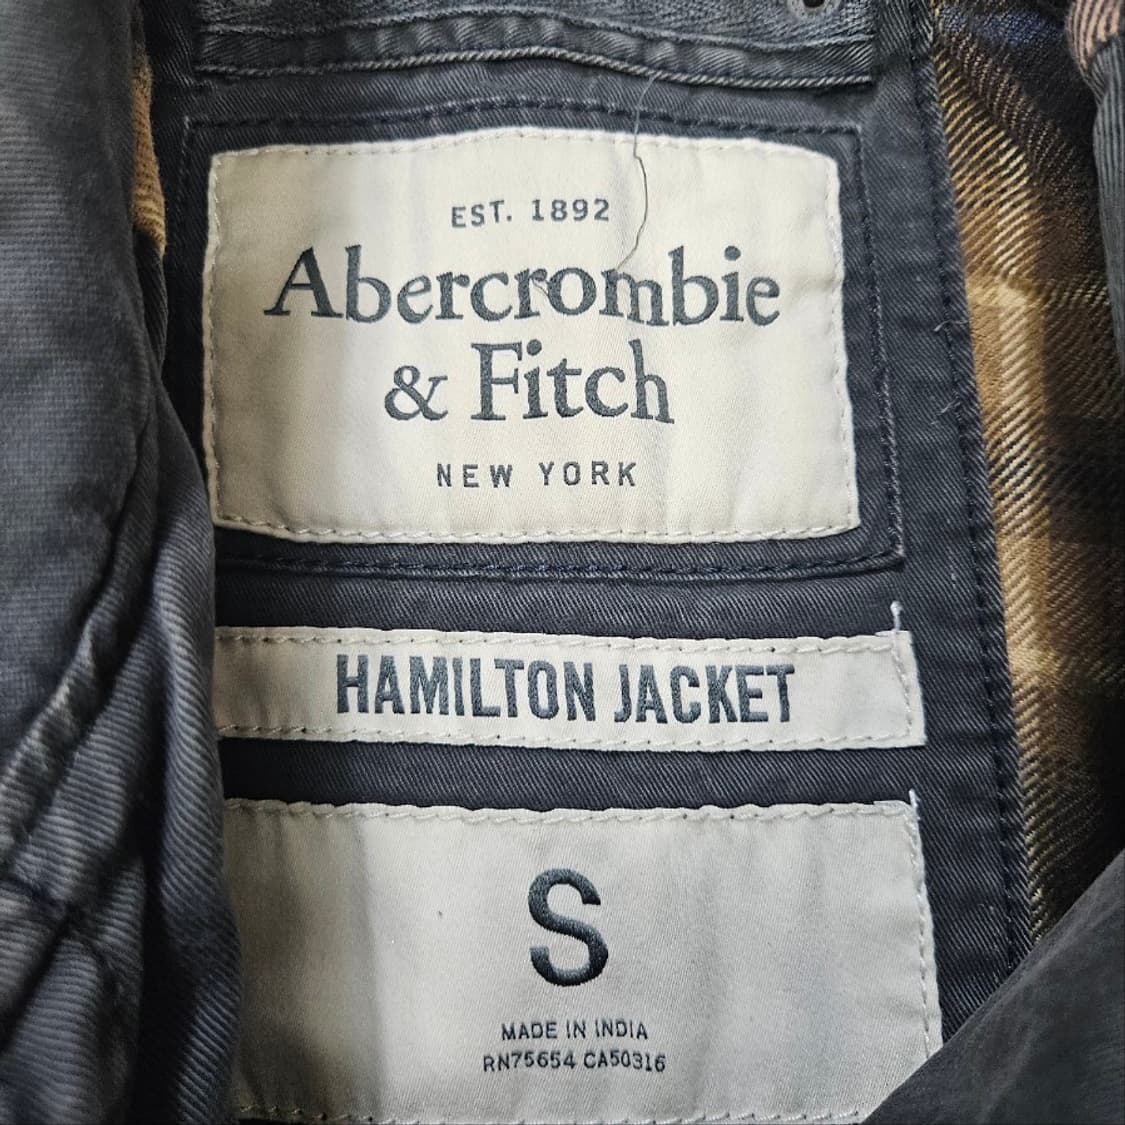 EST. 1892
Abercrombie
& Fitch
NEW YORK
HAMILTON JACKET
S
MADE IN INDIA
RN75654 CA50316